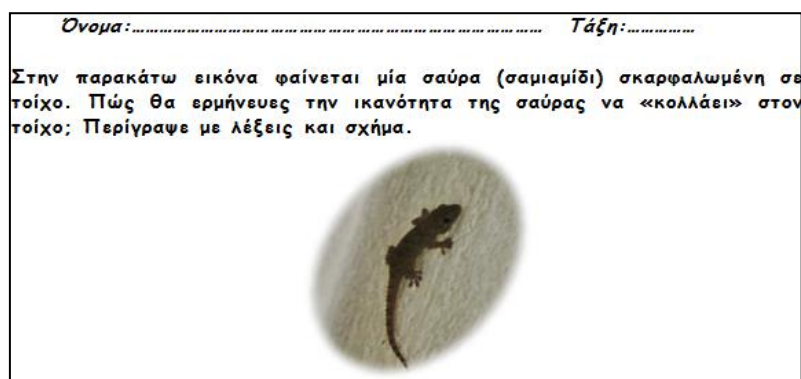 Όνομα:………………………………………………………………………… Τάξη:……………
Στην παρακάτω εικόνα φαίνεται μία σαύρα (σαμιαμίδι) σκαρφαλωμένη σε
τοίχο. Πώς θα ερμήνευες την ικανότητα της σαύρας να «κολλάει» στον
τοίχο; Περίγραψε με λέξεις και σχήμα.